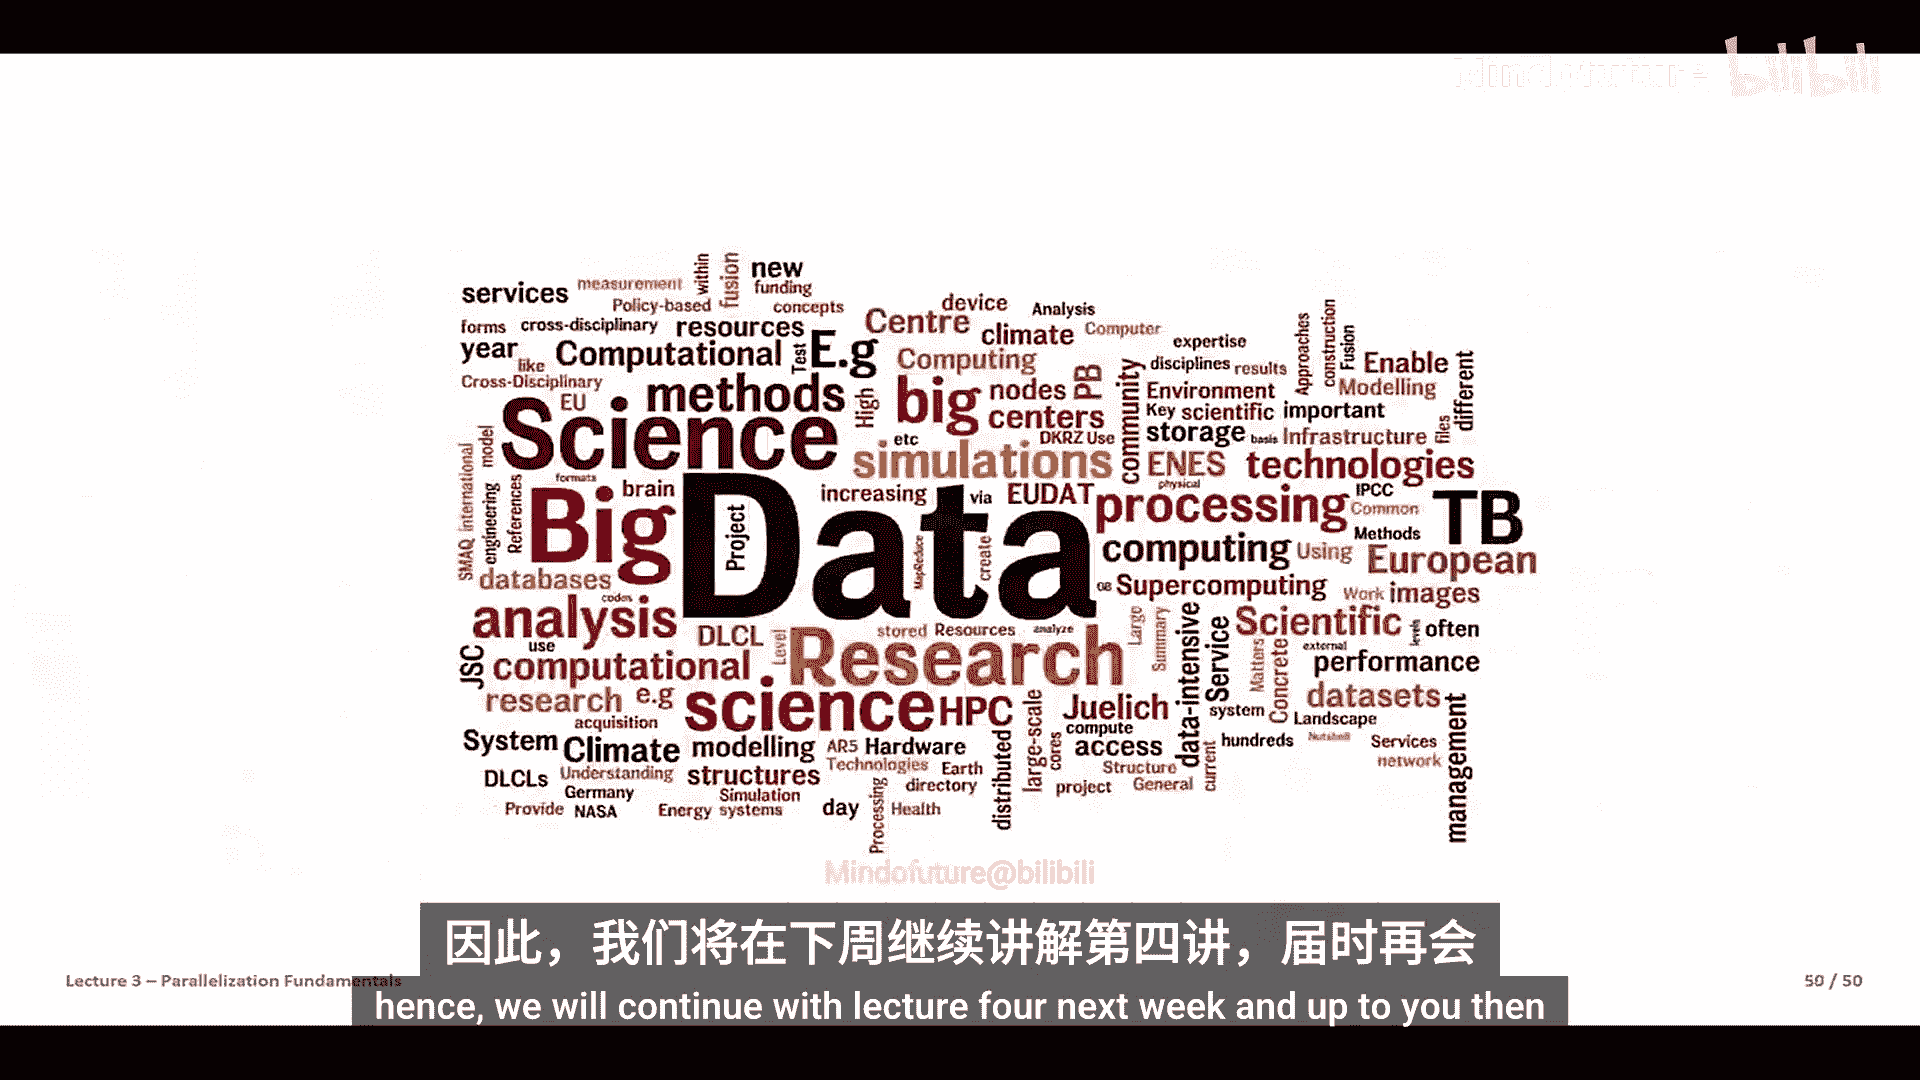 Mindofuture bilibili
new
within
fusion
services
measurement
funding
Policy-based
concepts
device
Analysis
forms
cross-disciplinary
resources
Centre
climate
Computer
expertise
Approaches
construction
Fusion
year
like
Computational
Test
E.g
Computing
disciplines
results
Enable
different
Cross-Disciplinary
EU
methods
High
big
nodes
PB
centers
community
Environment
Modelling
Key
scientific
important
Science
etc
DKRZ
Use
storage
basis
Infrastructure
files
international
model
simulations
ENES
technologies
formats
brain
increasing
via
EUDAT
physical
processing
IPCC
Common
TB
SMAQ
engineering
References
Big
Data
Project
MapReduce
create
Methods
computing
Using
European
databases
codes
GB
Supercomputing
Work
images
analysis
DLCL
Level
stored
Resources
analyze
Large
Summary
data-intensive
Service
Scientific
levels
often
use
JSC
computational
Research
external
performance
Matters
Concrete
research
e.g
science
HPC
large-scale
Juelich
system
datasets
acquisition
compute
Landscape
System
Climate
modelling
AR5
Hardware
distributed
cores
access
current
hundreds
Nutshell
Services
management
DLCLs
Understanding
structures
Technologies
Earth
Structure
network
Germany
Simulation
directory
project
General
Provide
NASA
Energy
systems
day
Processing
Health
Mindofuture@bilibili
因此，我们将在下周继续讲解第四讲，届时再会
Lecture 3 – Parallelization Fundamentals
50 / 50
hence, we will continue with lecture four next week and up to you then